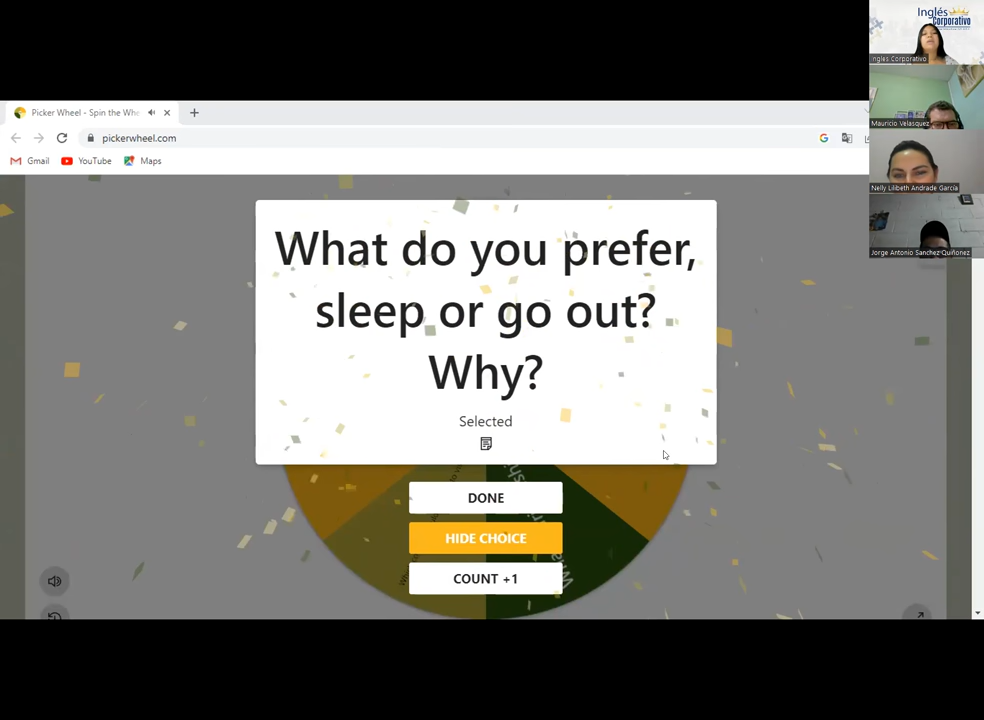 Inglés
Corporativo
Ingles Corporativo
Picker Wheel - Spin the Whe
pickerwheel.com
Mauricio Velasquez
Gmail
YouTube
Maps
Nelly Lilibeth Andrade García
What do you prefer,
sleep or go out?
Why?
Jorge Antonio Sanchez Quiñonez
Selected
DONE
HIDE CHOICE
COUNT +1